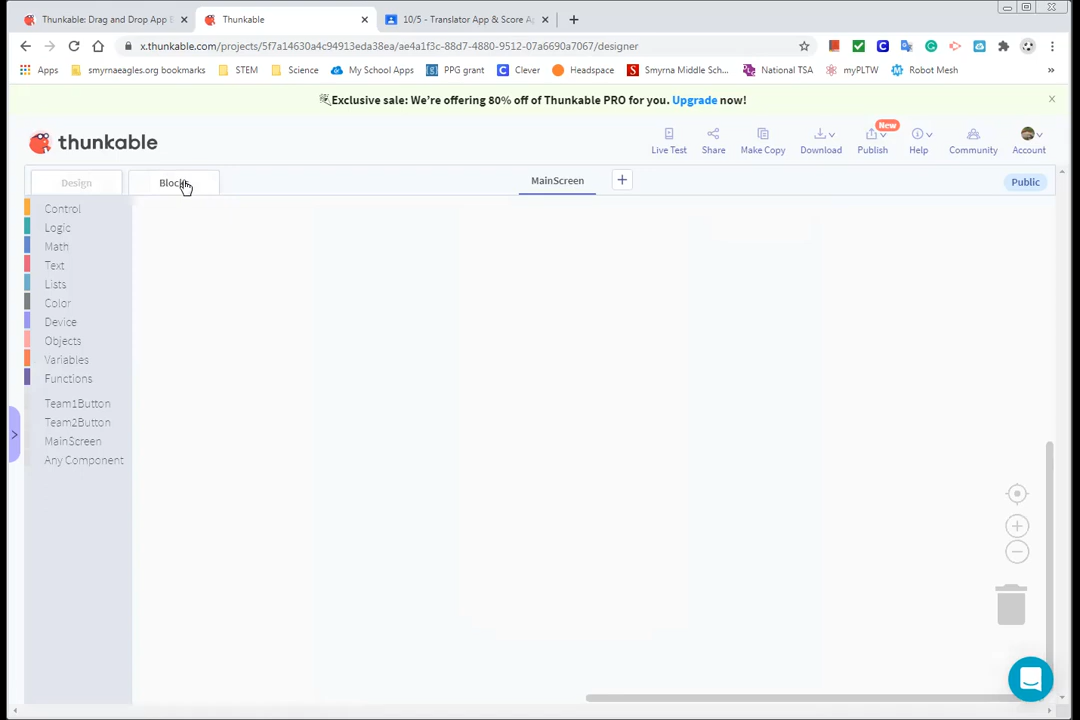 Thunkable: Drag and Drop App E
Thunkable
10/5 - Translator App & Score Ap
x.thunkable.com/projects/5f7a14630a4c94913eda38ea/ae4a1f3c-88d7-4880-9512-07a6690a7067/designer
Apps
smyrnaeagles.org bookmarks
STEM
Science
My School Apps
PPG grant
Clever
Headspace
Smyrna Middle Sch...
National TSA
myPLTW
Robot Mesh
»
Exclusive sale: We're offering 80% off of Thunkable PRO for you. Upgrade now!
thunkable
New
Live Test
Share
Make Copy
Download
Publish
Help
Community
Account
Design
Blocks
MainScreen
+
Public
Control
Logic
Math
Text
Lists
Color
Device
Objects
Variables
Functions
Team1Button
Team2Button
MainScreen
Any Component